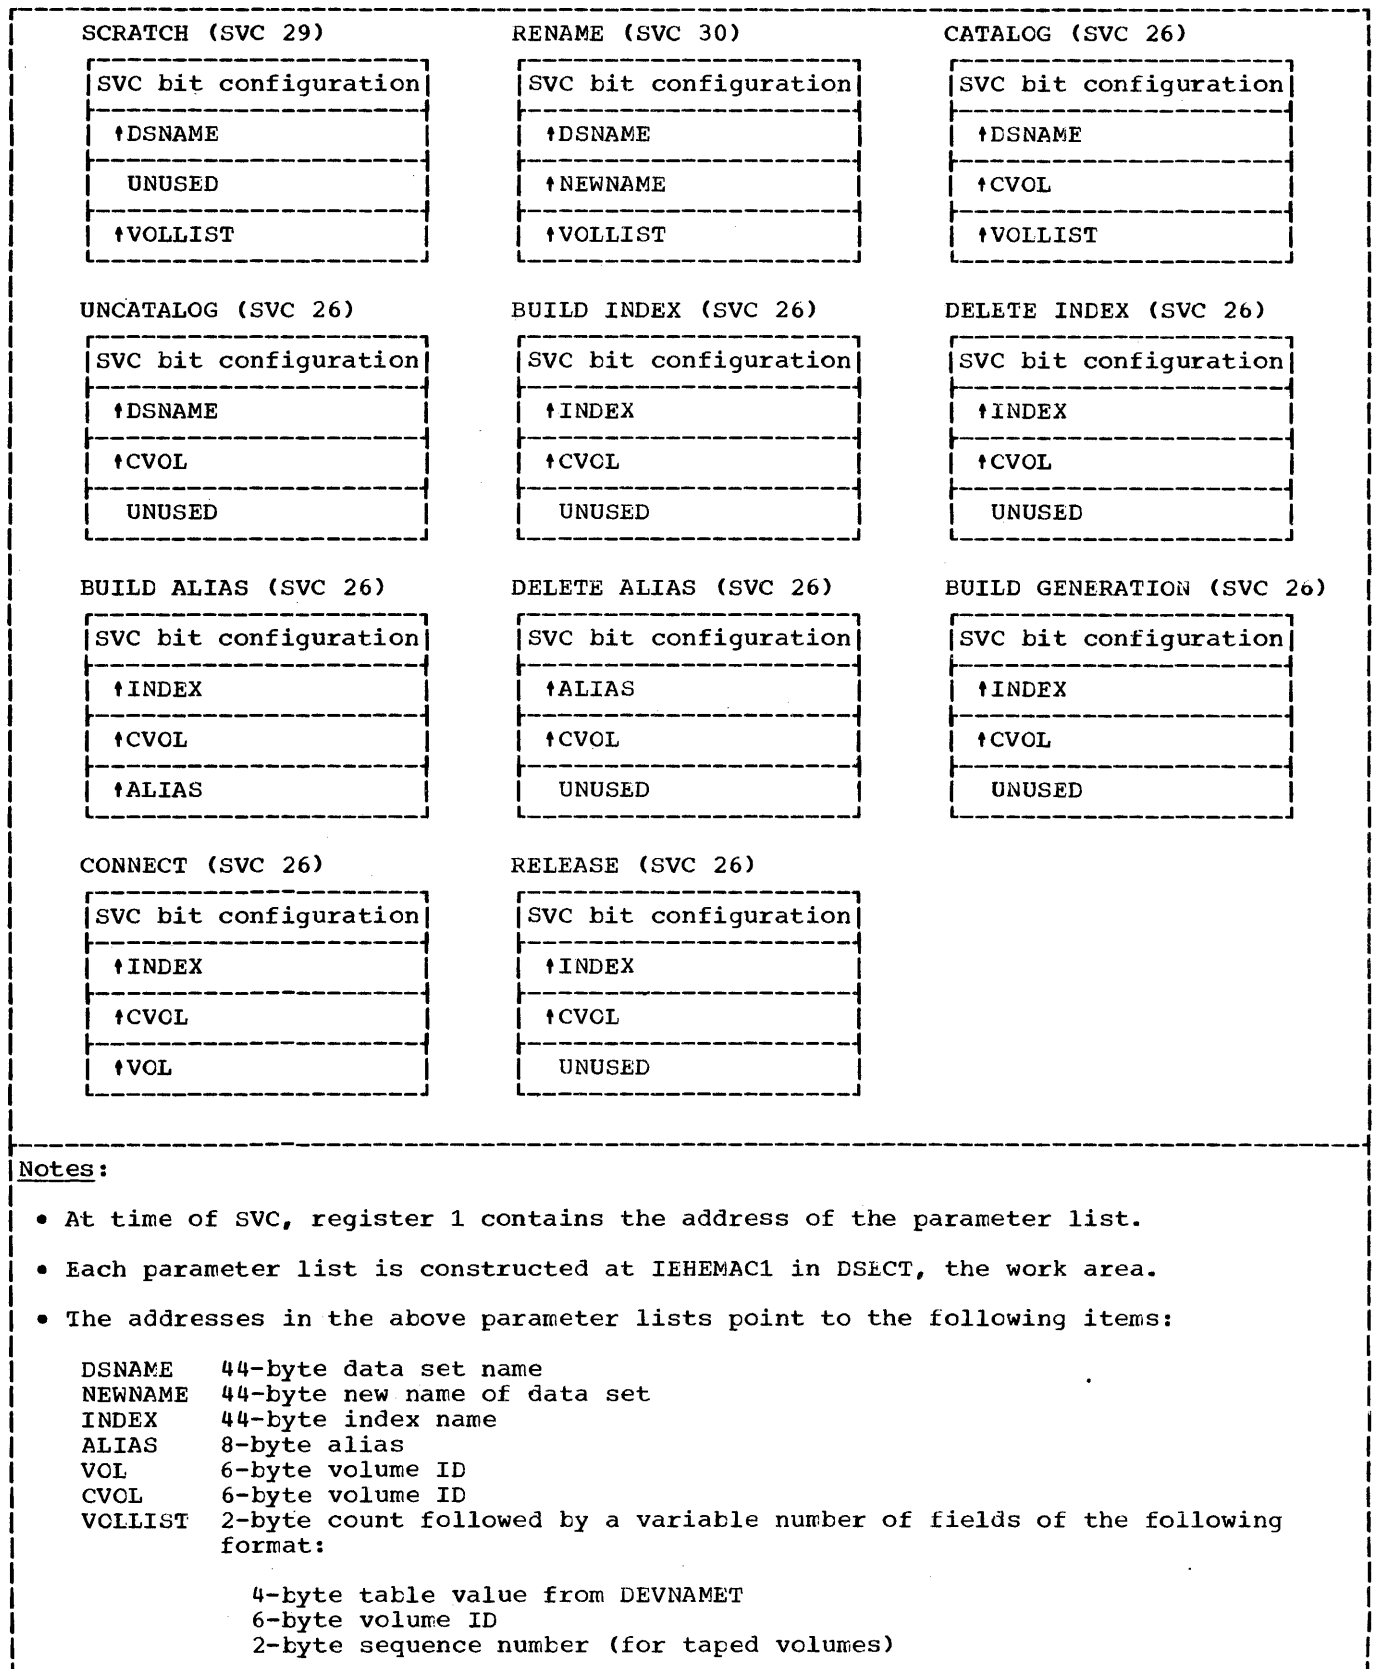 SCRATCH (SVC 29) RENAME (SVC 30) CATALOG (SVC 26)
SVC bit configuration SVC bit configuration SVC bit configuration
↑DSNAME ↑DSNAME ↑DSNAME
UNUSED ↑NEWNAME ↑CVOL
↑VOLLIST ↑VOLLIST ↑VOLLIST
UNCATALOG (SVC 26) BUILD INDEX (SVC 26) DELETE INDEX (SVC 26)
SVC bit configuration SVC bit configuration SVC bit configuration
↑DSNAME ↑INDEX ↑INDEX
↑CVOL ↑CVOL ↑CVOL
UNUSED UNUSED UNUSED
BUILD ALIAS (SVC 26) DELETE ALIAS (SVC 26) BUILD GENERATION (SVC 26)
SVC bit configuration SVC bit configuration SVC bit configuration
↑INDEX ↑ALIAS ↑INDEX
↑CVOL ↑CVOL ↑CVOL
↑ALIAS UNUSED UNUSED
CONNECT (SVC 26) RELEASE (SVC 26)
SVC bit configuration SVC bit configuration
↑INDEX ↑INDEX
↑CVOL ↑CVOL
↑VOL UNUSED
Notes:
• At time of SVC, register 1 contains the address of the parameter list.
• Each parameter list is constructed at IEHEMAC1 in DSECT, the work area.
• The addresses in the above parameter lists point to the following items:
DSNAME 44-byte data set name
NEWNAME 44-byte new name of data set
INDEX 44-byte index name
ALIAS 8-byte alias
VOL 6-byte volume ID
CVOL 6-byte volume ID
VOLLIST 2-byte count followed by a variable number of fields of the following
format:
4-byte table value from DEVNAMET
6-byte volume ID
2-byte sequence number (for taped volumes)